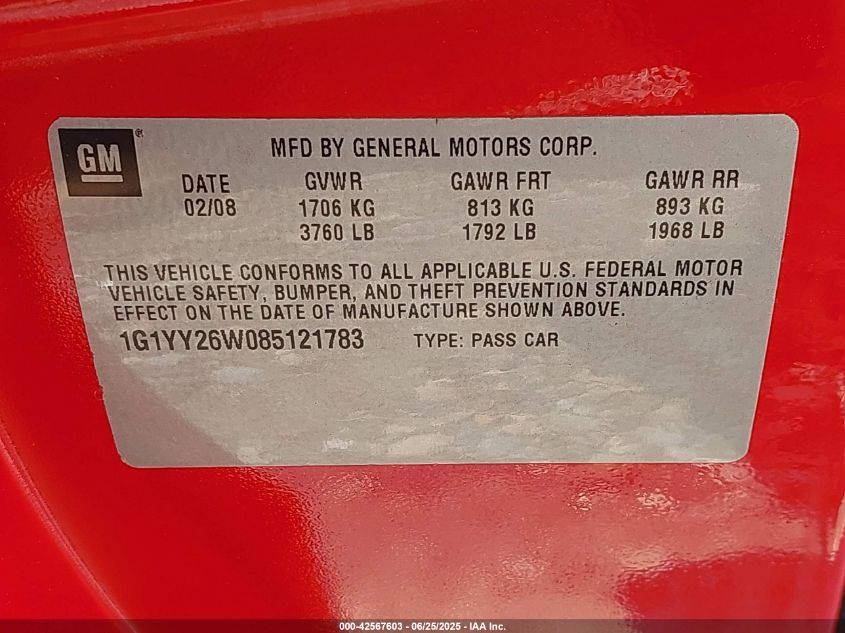 GM ®
MFD BY GENERAL MOTORS CORP.
DATE GVWR GAWR FRT GAWR RR
02/08 1706 KG 813 KG 893 KG
3760 LB 1792 LB 1968 LB
THIS VEHICLE CONFORMS TO ALL APPLICABLE U.S. FEDERAL MOTOR
VEHICLE SAFETY, BUMPER, AND THEFT PREVENTION STANDARDS IN
EFFECT ON THE DATE OF MANUFACTURE SHOWN ABOVE.
1G1YY26W085121783 TYPE: PASS CAR
000-42567603 / 06/25/2025 - IAA Inc.